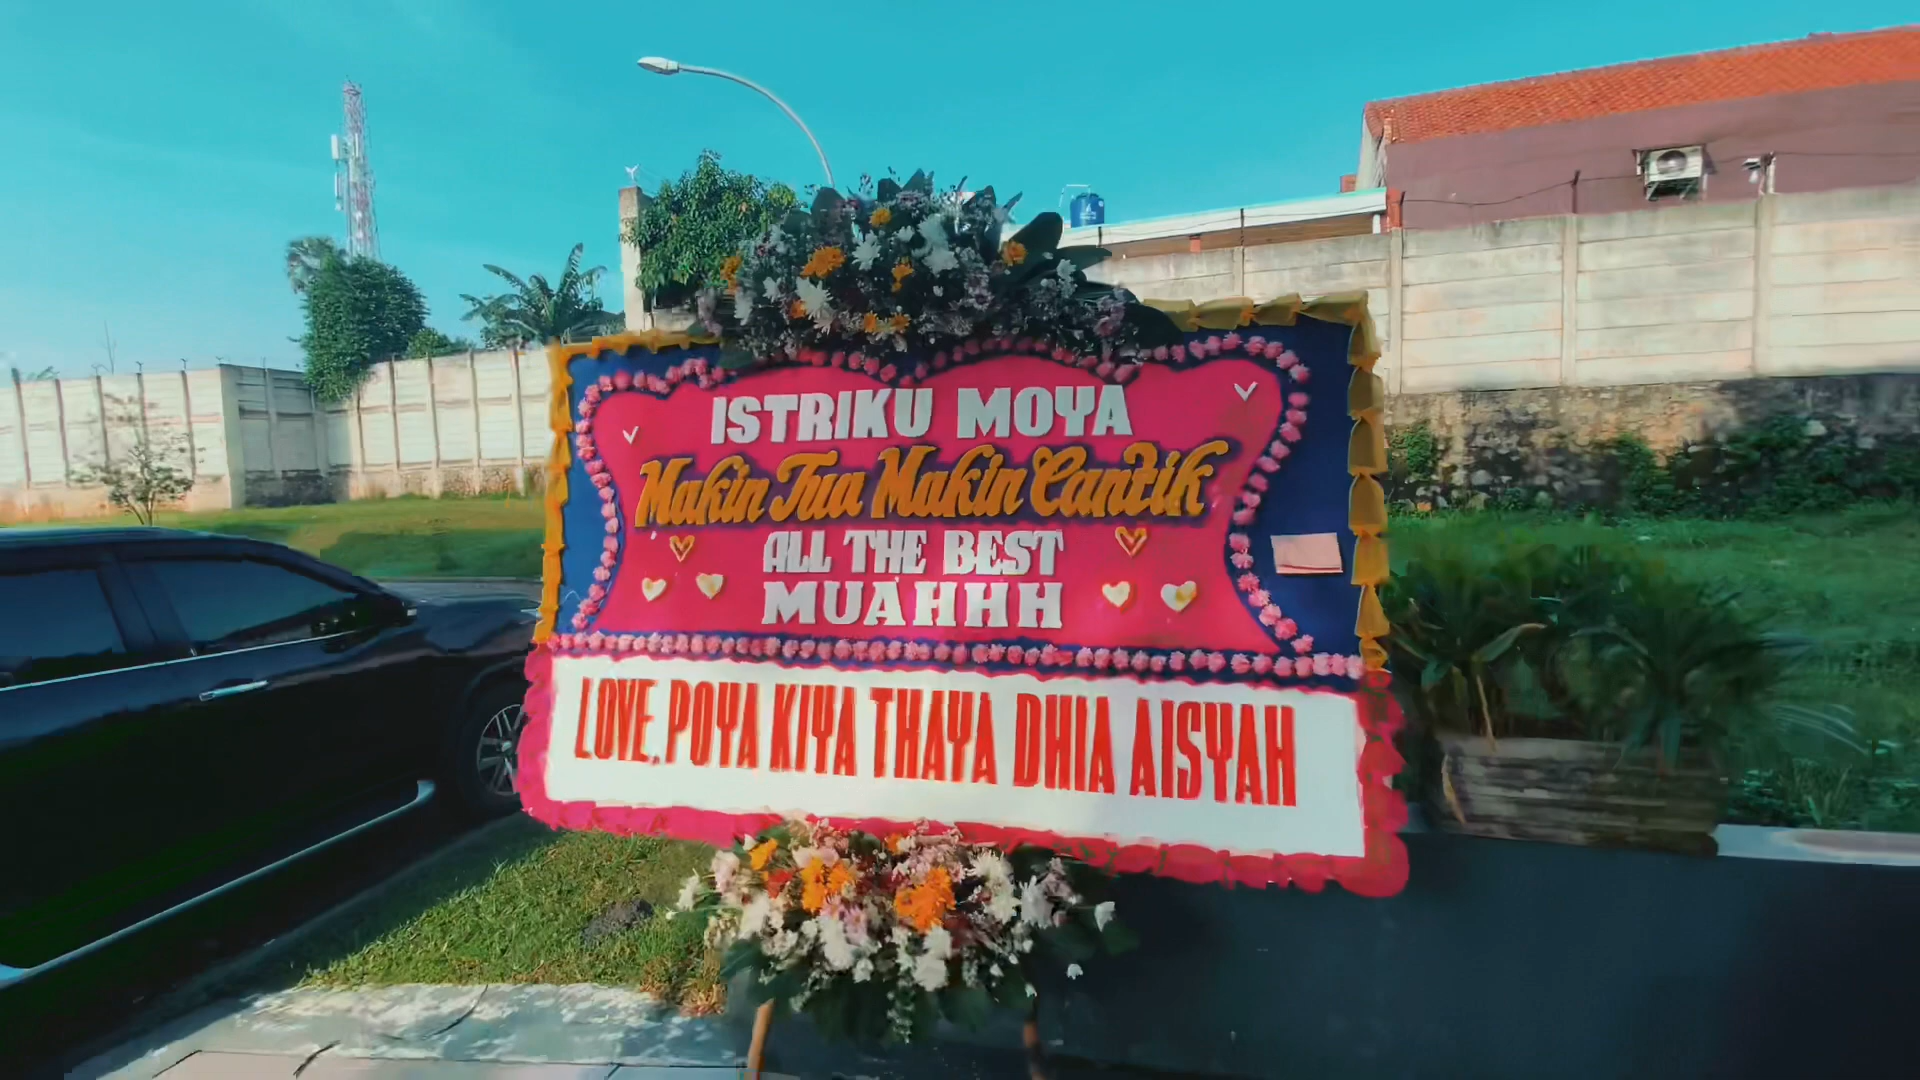 ISTRIKU MOYA
Makin Tua Makin Cantik
ALL THE BEST
MUAHHH
LOVE, POYA KIYA THAYA DHIA AISYAH